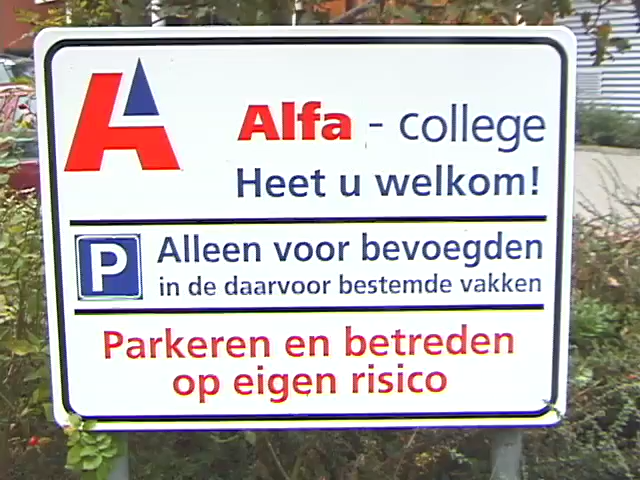 Alfa - college
Heet u welkom!
P Alleen voor bevoegden
in de daarvoor bestemde vakken
Parkeren en betreden
op eigen risico